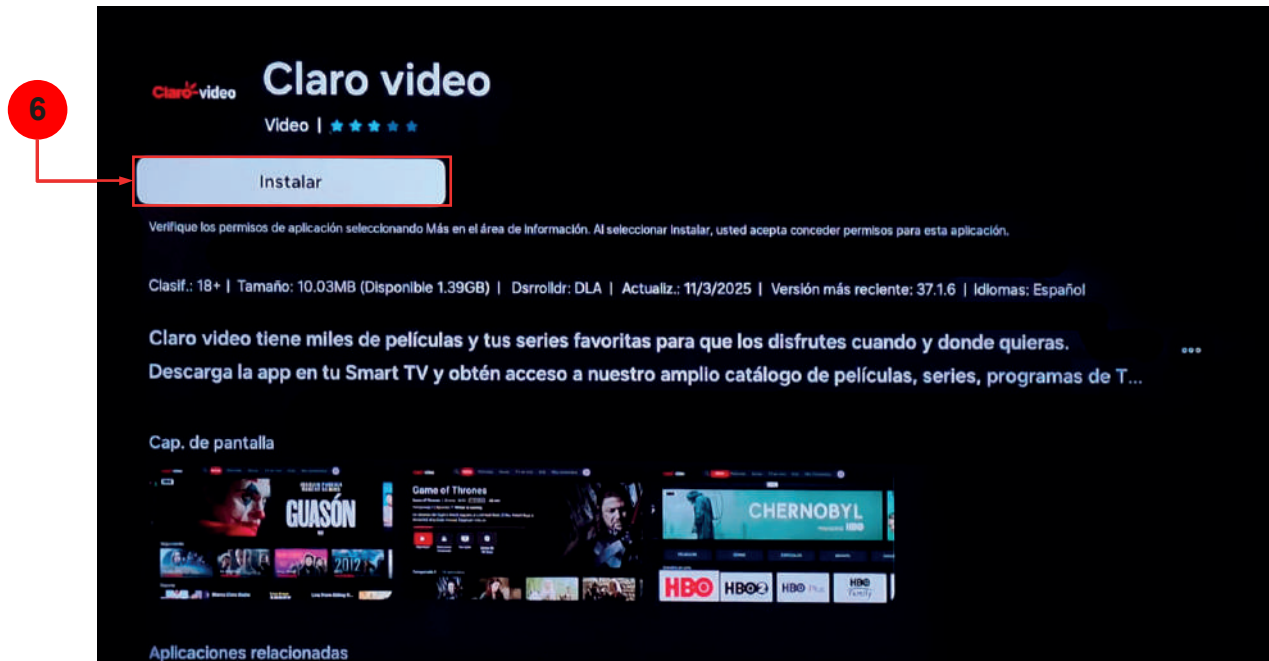 6
Claro video
Claro video
Video |
Instalar
Verifique los permisos de aplicación seleccionando Más en el área de información. Al seleccionar Instalar, usted acepta conceder permisos para esta aplicación.
Clasif.: 18+ | Tamaño: 10.03MB (Disponible 1.39GB) | Dsrrolldr: DLA | Actualiz.: 11/3/2025 | Versión más reciente: 37.1.6 | Idiomas: Español
Claro video tiene miles de películas y tus series favoritas para que los disfrutes cuando y donde quieras.
Descarga la app en tu Smart TV y obtén acceso a nuestro amplio catálogo de películas, series, programas de T...
Cap. de pantalla
GUASÓN
2012
Game of Thrones
CHERNOBYL
HBO
HBO
HBO2
HBO Plus
HBO Family
Aplicaciones relacionadas